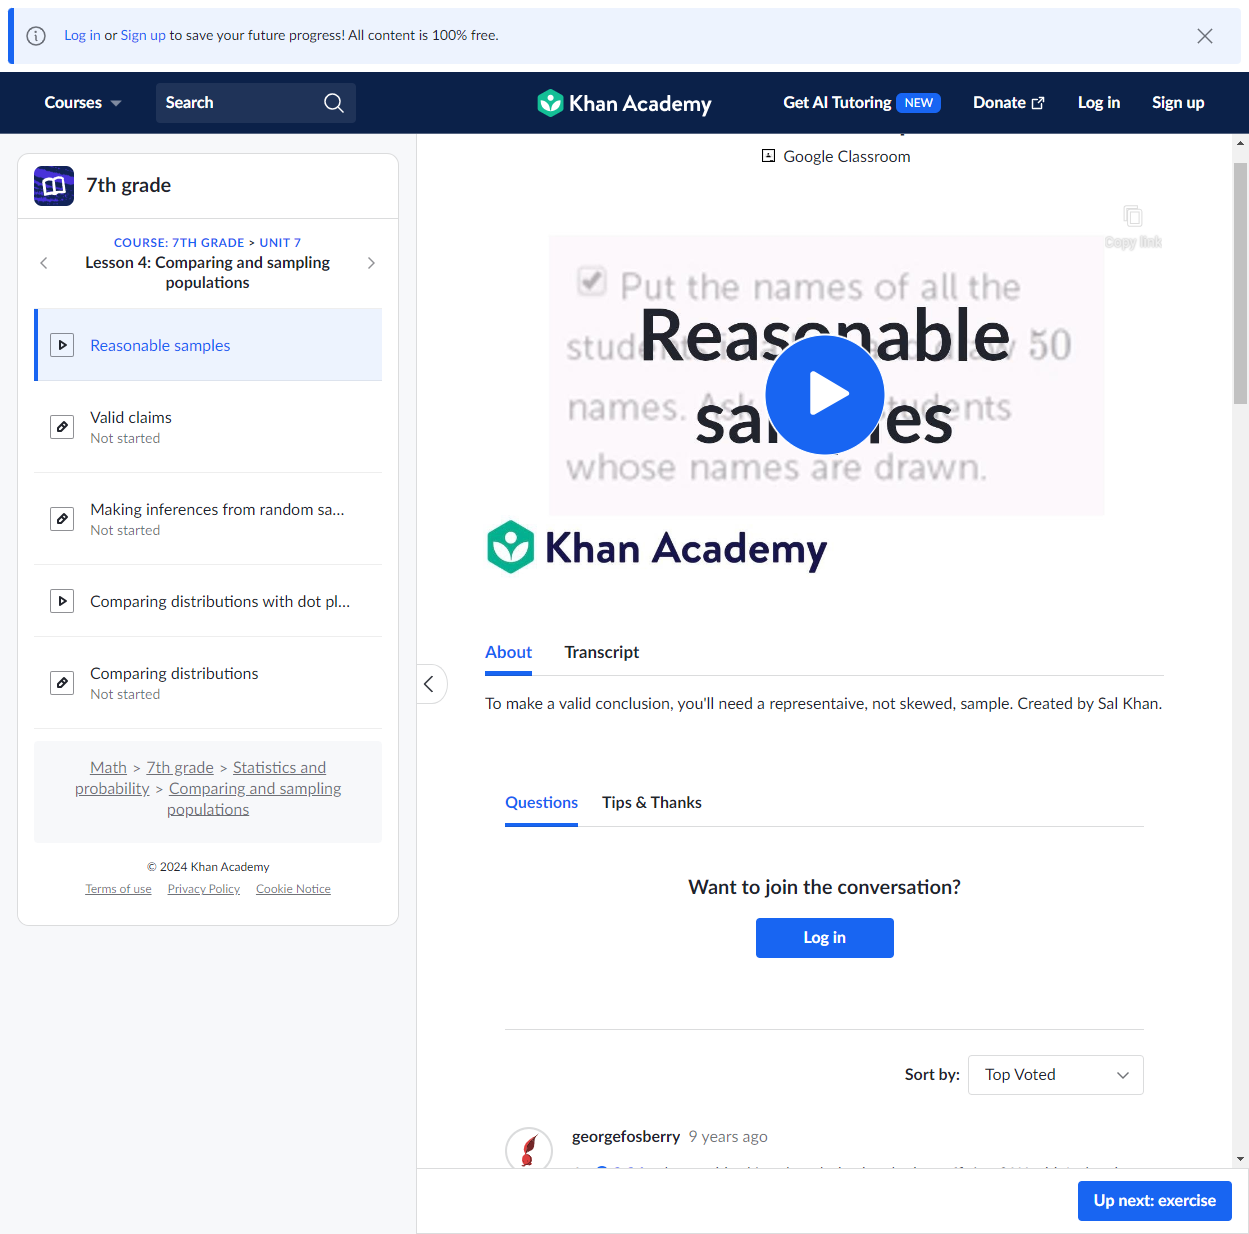 Log in or Sign up to save your future progress! All content is 100% free.
Courses
Search
Khan Academy
Get AI Tutoring NEW
Donate
Log in
Sign up
7th grade
COURSE: 7TH GRADE > UNIT 7
Lesson 4: Comparing and sampling
populations
Reasonable samples
Valid claims
Not started
Making inferences from random sa...
Not started
Comparing distributions with dot pl...
Comparing distributions
Not started
Math > 7th grade > Statistics and
probability > Comparing and sampling
populations
© 2024 Khan Academy
Terms of use Privacy Policy Cookie Notice
Google Classroom
Copy link
Put the names of all the
50
names.
whose names are drawn.
Reasonable
Khan Academy
About Transcript
To make a valid conclusion, you'll need a representaive, not skewed, sample. Created by Sal Khan.
Questions Tips & Thanks
Want to join the conversation?
Log in
Sort by: Top Voted
georgefosberry 9 years ago
Up next: exercise